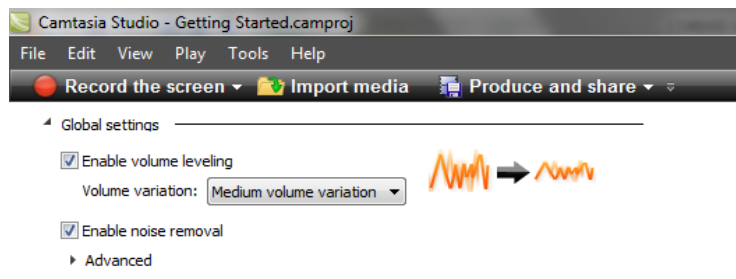 Camtasia Studio - Getting Started.camproj
File Edit View Play Tools Help
Record the screen Import media Produce and share
Global settings
Enable volume leveling
Volume variation: Medium volume variation
Enable noise removal
Advanced